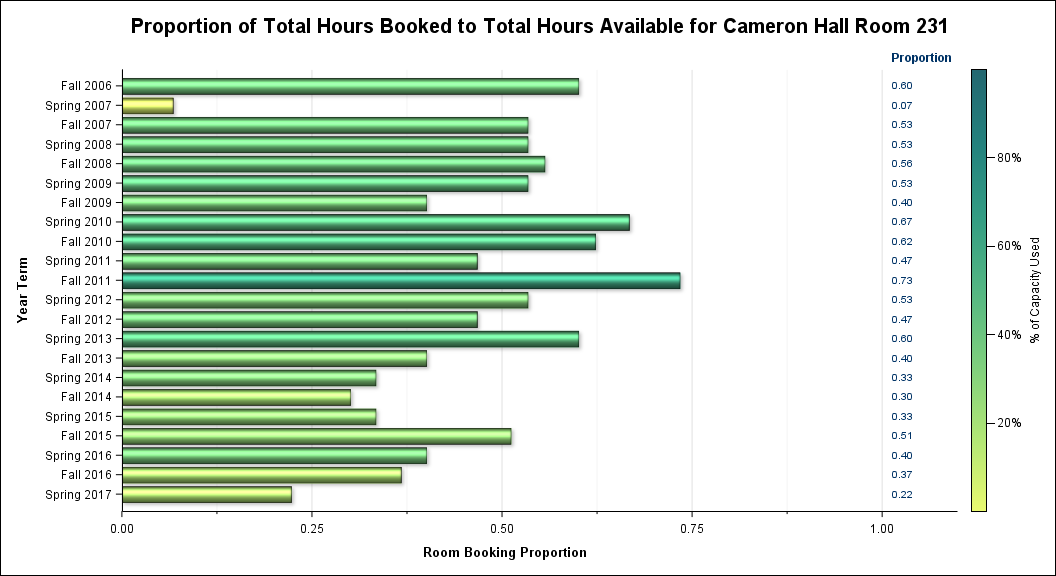 Proportion of Total Hours Booked to Total Hours Available for Cameron Hall Room 231
Proportion
Fall 2006 0.60
Spring 2007 0.07
Fall 2007 0.53
Spring 2008 0.53
Fall 2008 0.56
Spring 2009 0.53
Fall 2009 0.40
Spring 2010 0.67
Fall 2010 0.62
Spring 2011 0.47
Fall 2011 0.73
Spring 2012 0.53
Fall 2012 0.47
Spring 2013 0.60
Fall 2013 0.40
Spring 2014 0.33
Fall 2014 0.30
Spring 2015 0.33
Fall 2015 0.51
Spring 2016 0.40
Fall 2016 0.37
Spring 2017 0.22
Year Term
0.00 0.25 0.50 0.75 1.00
Room Booking Proportion
80%
60%
40%
20%
% of Capacity Used